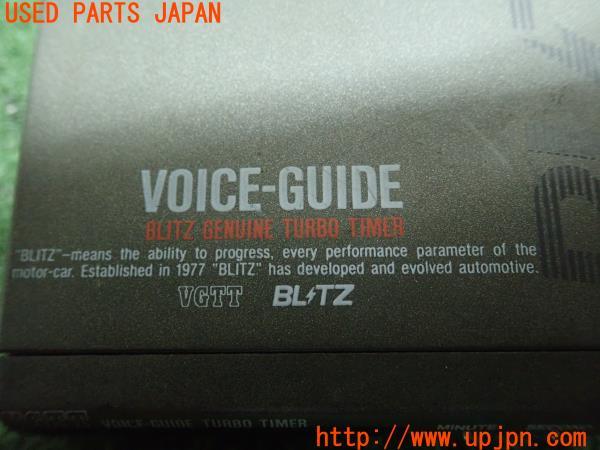 USED PARTS JAPAN
VOICE-GUIDE
BLITZ GENUINE TURBO TIMER
"BLITZ"-means the ability to progress, every performance parameter of the
motor-car. Established in 1977 "BLITZ" has developed and evolved automotive.
VGTT BLITZ
VGTT VOICE-GUIDE TURBO TIMER MINUTE SECOND
http://www.upjpn.com/